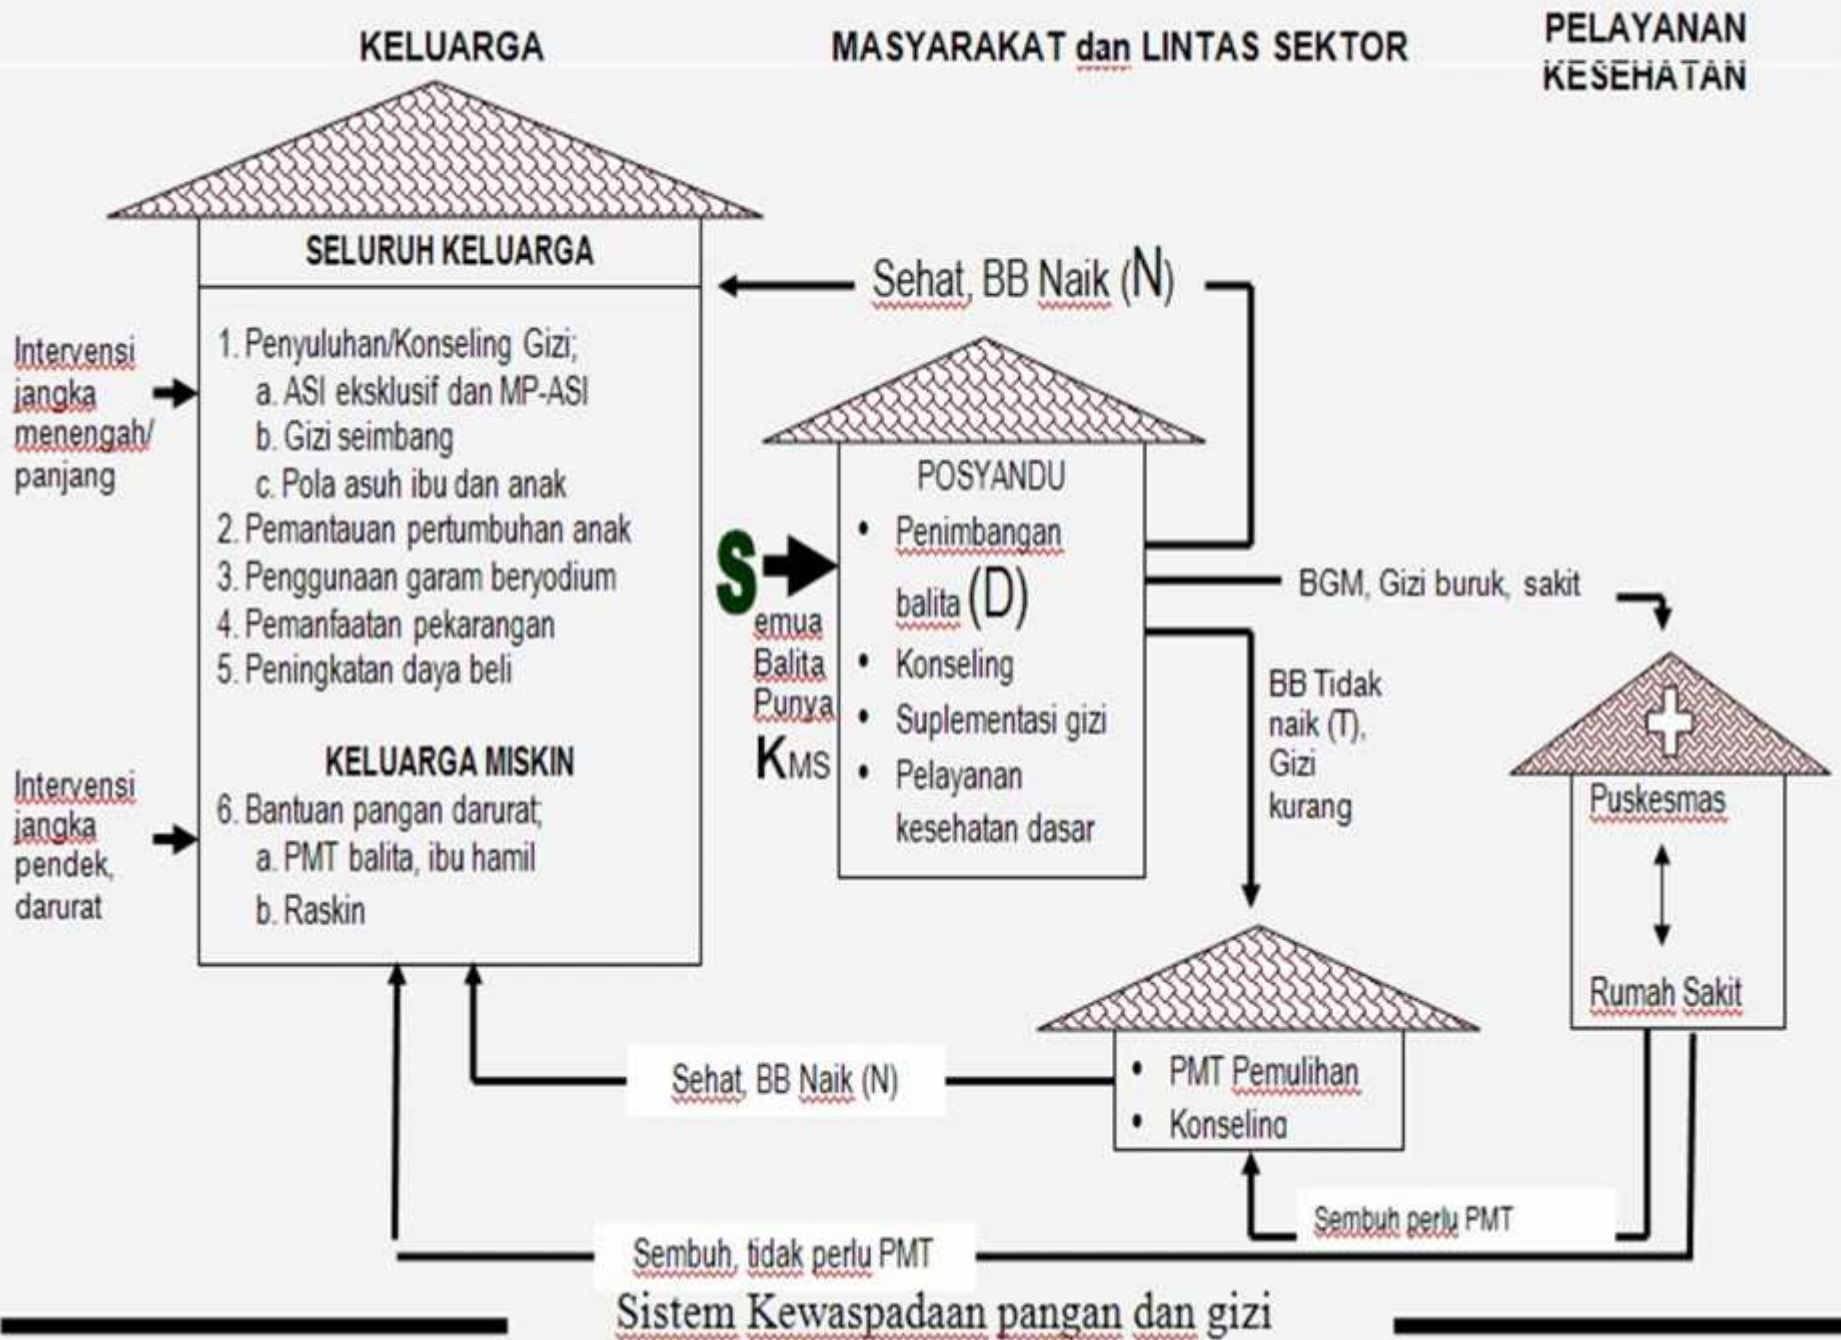 KELUARGA
MASYARAKAT dan LINTAS SEKTOR
PELAYANAN
KESEHATAN
SELURUH KELUARGA
Intervensi
jangka
menengah/
panjang
1. Penyuluhan/Konseling Gizi;
a. ASI eksklusif dan MP-ASI
b. Gizi seimbang
c. Pola asuh ibu dan anak
2. Pemantauan pertumbuhan anak
3. Penggunaan garam beryodium
4. Pemanfaatan pekarangan
5. Peningkatan daya beli
KELUARGA MISKIN
Intervensi
jangka
pendek,
darurat
6. Bantuan pangan darurat;
a. PMT balita, ibu hamil
b. Raskin
Sehat, BB Naik (N)
Semua
Balita
Punya
KMS
POSYANDU
• Penimbangan
balita (D)
• Konseling
• Suplementasi gizi
• Pelayanan
kesehatan dasar
BGM, Gizi buruk, sakit
BB Tidak
naik (T),
Gizi
kurang
Puskesmas
Rumah Sakit
• PMT Pemulihan
• Konseling
Sehat, BB Naik (N)
Sembuh perlu PMT
Sembuh, tidak perlu PMT
Sistem Kewaspadaan pangan dan gizi